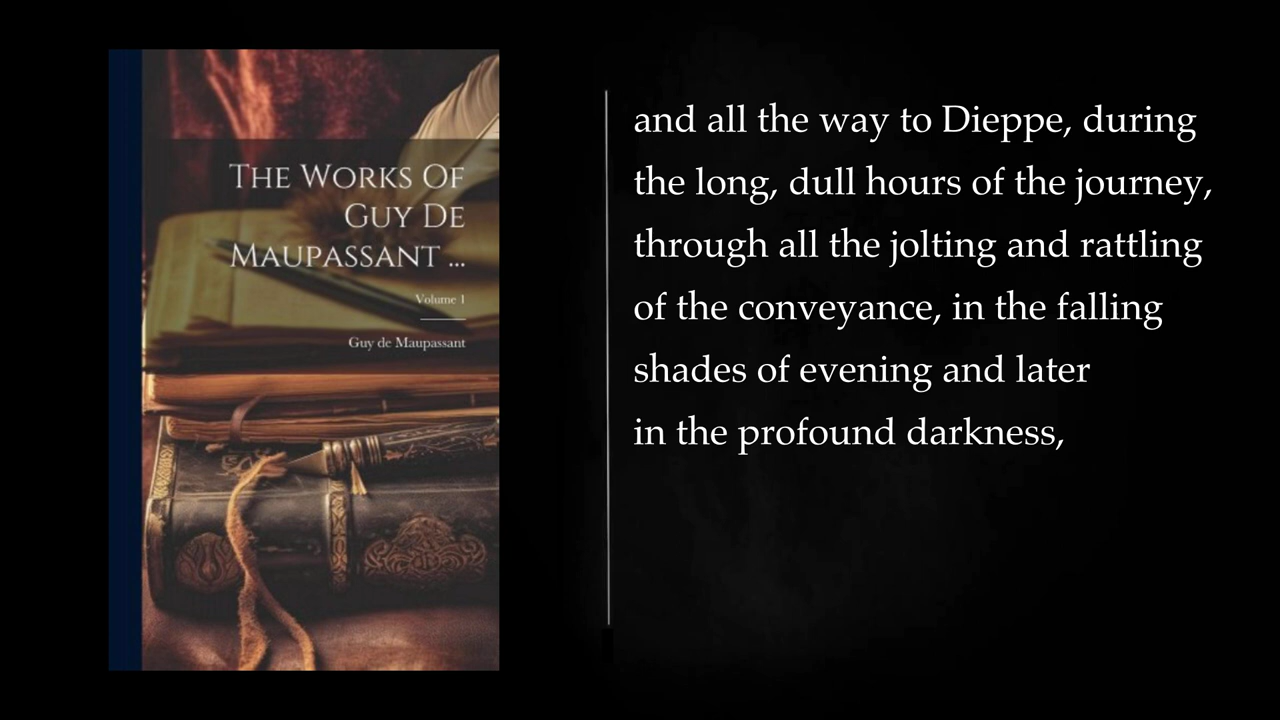 THE WORKS OF
GUY DE
MAUPASSANT ...
Volume 1
Guy de Maupassant
and all the way to Dieppe, during
the long, dull hours of the journey,
through all the jolting and rattling
of the conveyance, in the falling
shades of evening and later
in the profound darkness,